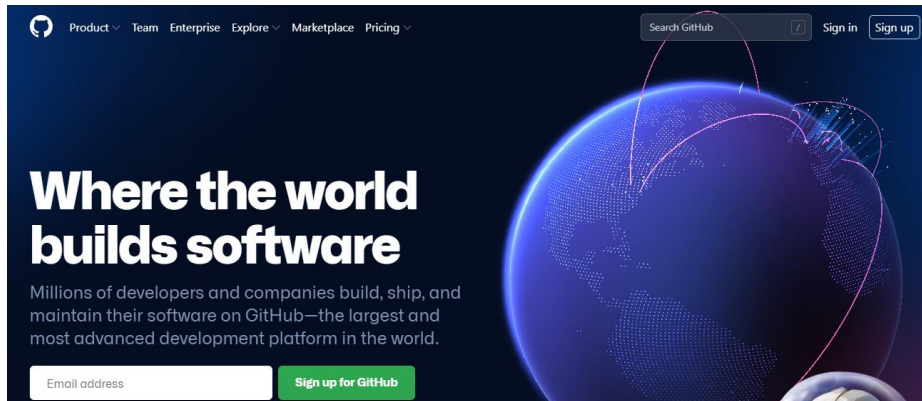 Product Team Enterprise Explore Marketplace Pricing Search GitHub / Sign in Sign up
Where the world
builds software
Millions of developers and companies build, ship, and
maintain their software on GitHub—the largest and
most advanced development platform in the world.
Email address Sign up for GitHub